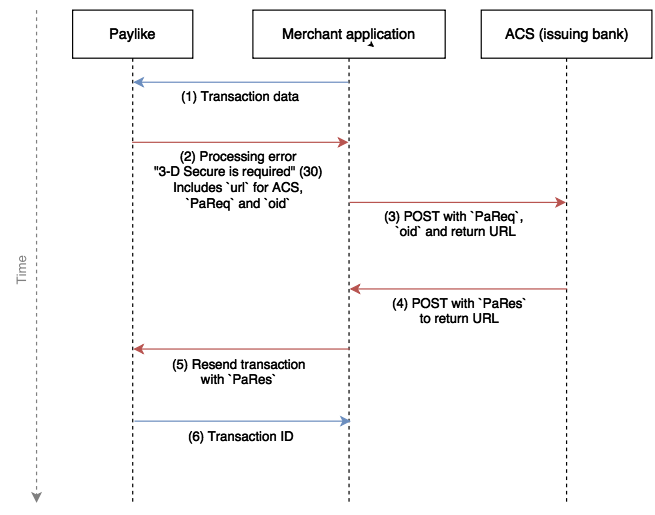 Paylike
Merchant application
ACS (issuing bank)
(1) Transaction data
(2) Processing error
"3-D Secure is required" (30)
Includes `url` for ACS,
`PaReq` and `oid`
(3) POST with `PaReq`,
`oid` and return URL
Time
(4) POST with `PaRes`
to return URL
(5) Resend transaction
with `PaRes`
(6) Transaction ID